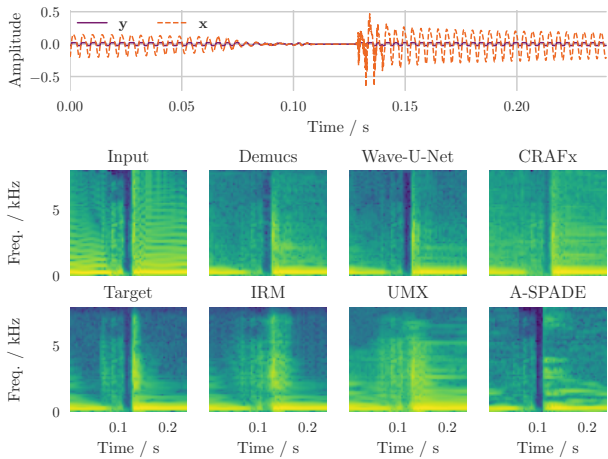 Amplitude
0.5
0.0
−0.5
y x
0.00 0.05 0.10 0.15 0.20
Time / s
Input Demucs Wave-U-Net CRAFx
Freq. / kHz
5
0
Target IRM UMX A-SPADE
Freq. / kHz
5
0
0.1 0.2 0.1 0.2 0.1 0.2 0.1 0.2
Time / s Time / s Time / s Time / s